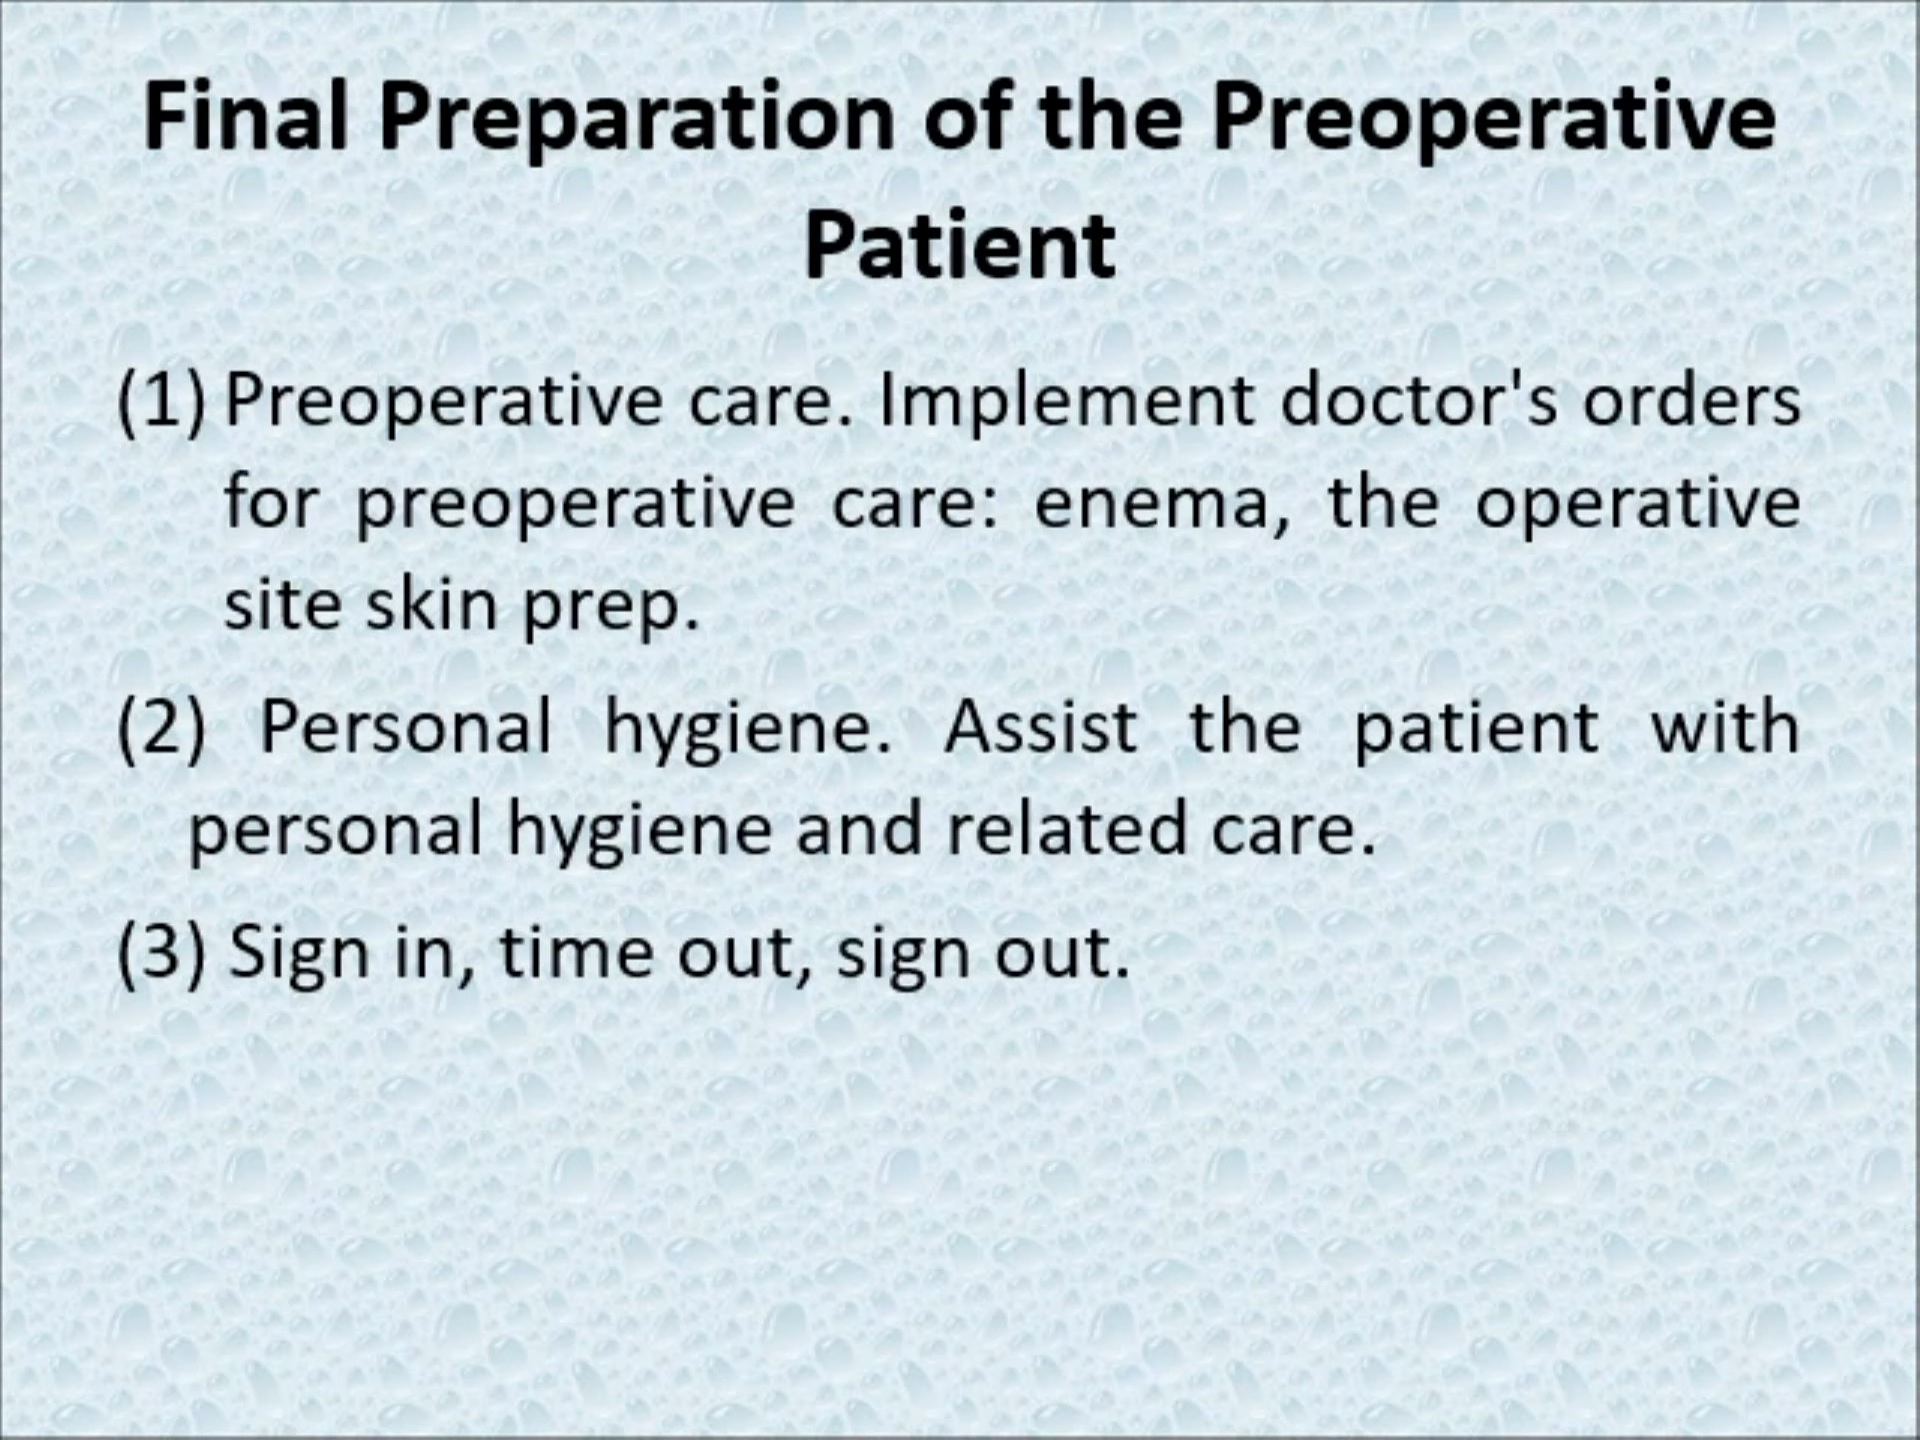 Final Preparation of the Preoperative
Patient
(1) Preoperative care. Implement doctor's orders
for preoperative care: enema, the operative
site skin prep.
(2) Personal hygiene. Assist the patient with
personal hygiene and related care.
(3) Sign in, time out, sign out.